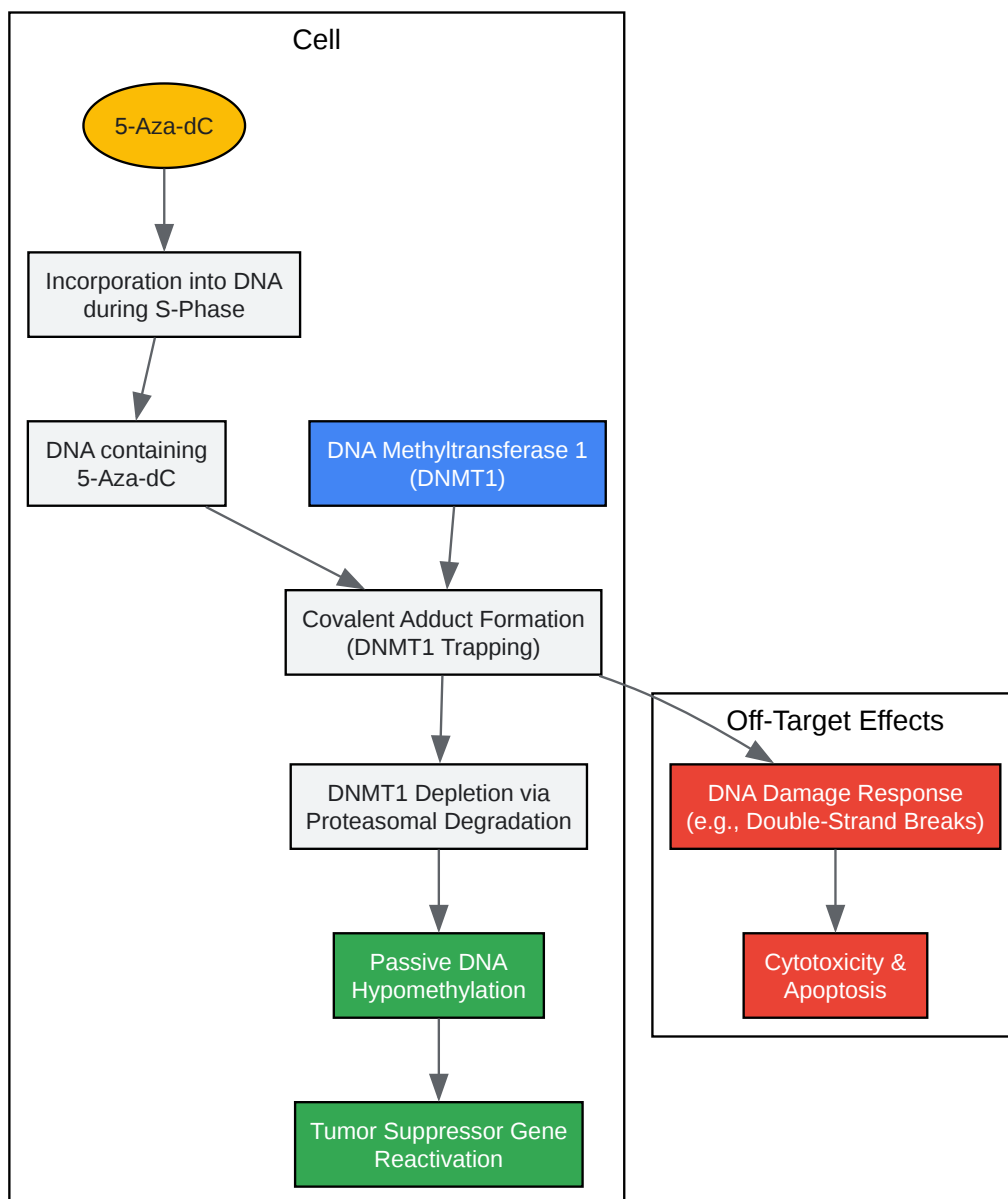 Cell
5-Aza-dC
Incorporation into DNA
during S-Phase
DNA containing
5-Aza-dC
DNA Methyltransferase 1
(DNMT1)
Covalent Adduct Formation
(DNMT1 Trapping)
Off-Target Effects
DNMT1 Depletion via
Proteasomal Degradation
DNA Damage Response
(e.g., Double-Strand Breaks)
Passive DNA
Hypomethylation
Cytotoxicity &
Apoptosis
Tumor Suppressor Gene
Reactivation